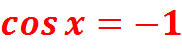 cos x = −1